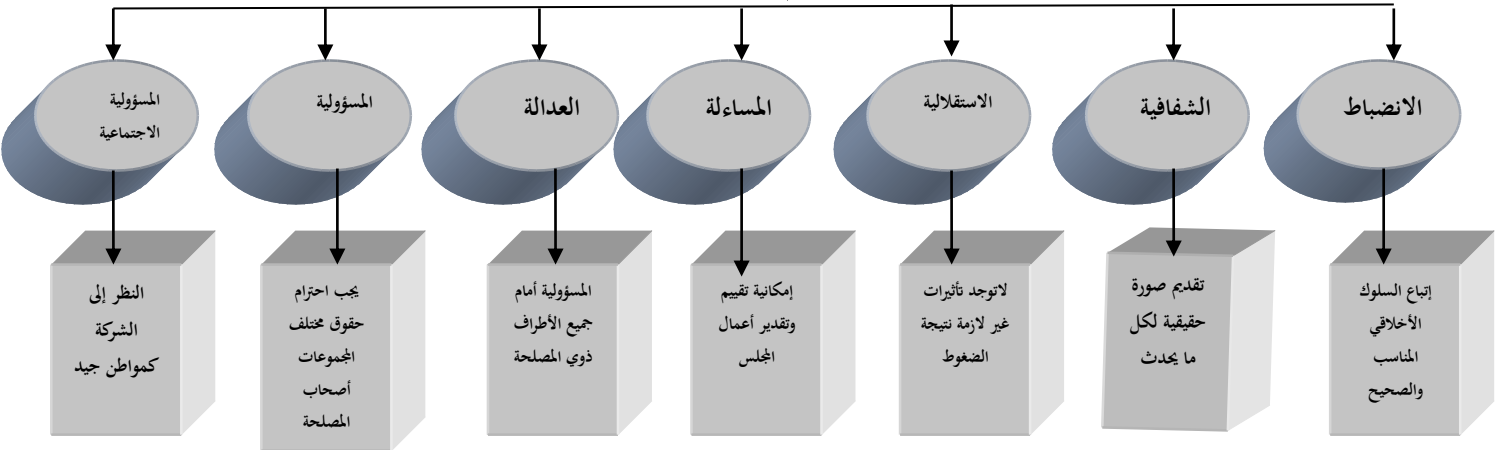 الانضباط
الشفافية
الاستقلالية
المساءلة
العدالة
المسؤولية
المسؤولية
الاجتماعية
إتباع السلوك
الأخلاقي
المناسب
والصحيح
تقديم صورة
حقيقية لكل
ما يحدث
لاتوجد تأثيرات
غير لازمة نتيجة
الضغوط
إمكانية تقييم
وتقدير أعمال
المجلس
المسؤولية أمام
جميع الأطراف
ذوي المصلحة
يجب احترام
حقوق مختلف
المجموعات
أصحاب
المصلحة
النظر إلى
الشركة
كمواطن جيد